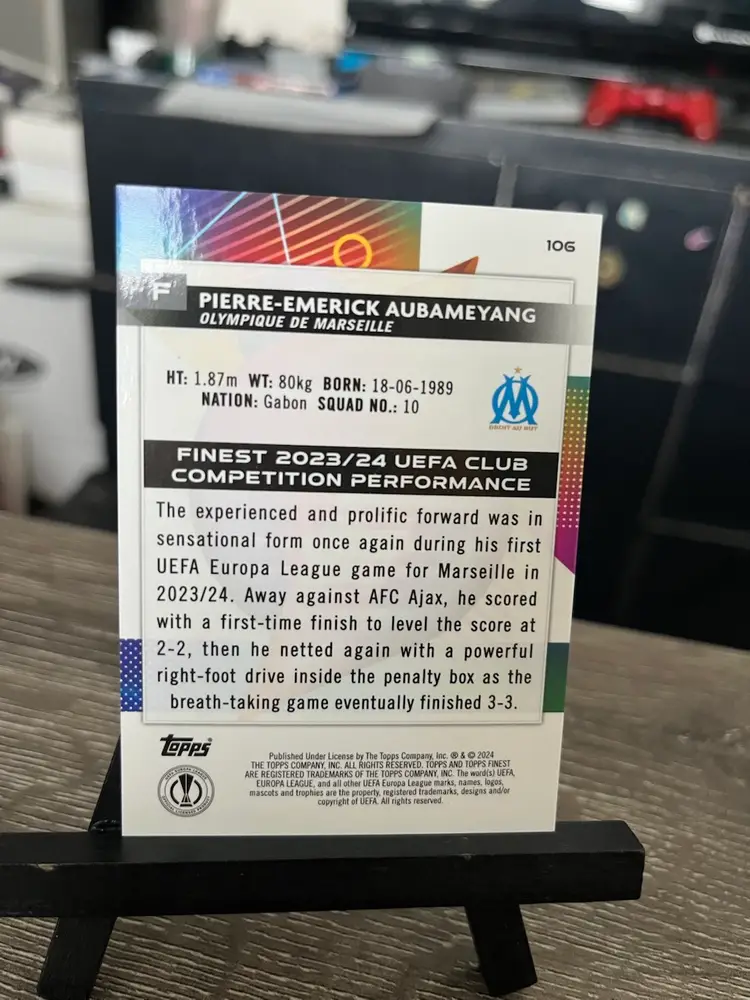 106
F
PIERRE-EMERICK AUBAMEYANG
OLYMPIQUE DE MARSEILLE
HT: 1.87m WT: 80kg BORN: 18-06-1989
NATION: Gabon SQUAD NO.: 10
DROIT AU BUT
FINEST 2023/24 UEFA CLUB
COMPETITION PERFORMANCE
The experienced and prolific forward was in
sensational form once again during his first
UEFA Europa League game for Marseille in
2023/24. Away against AFC Ajax, he scored
with a first-time finish to level the score at
2-2, then he netted again with a powerful
right-foot drive inside the penalty box as the
breath-taking game eventually finished 3-3.
Topps
Published Under License by The Topps Company, Inc. ® & © 2024
THE TOPPS COMPANY, INC. ALL RIGHTS RESERVED. TOPPS AND TOPPS FINEST
ARE REGISTERED TRADEMARKS OF THE TOPPS COMPANY, INC. The word(s) UEFA,
EUROPA LEAGUE, and all other UEFA Europa League marks, names, logos,
mascots and trophies are the property, registered trademarks, designs and/or
copyright of UEFA. All rights reserved.